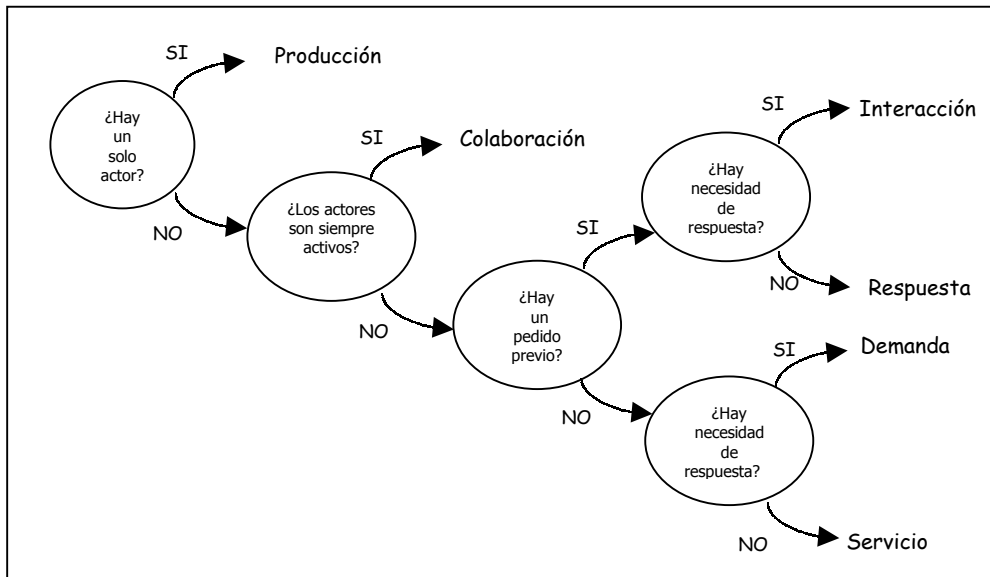 SI
Producción
¿Hay
un
solo
actor?
NO
SI
Colaboración
¿Los actores
son siempre
activos?
NO
SI
¿Hay
un
pedido
previo?
NO
SI
Interacción
¿Hay
necesidad
de
respuesta?
NO
Respuesta
SI
Demanda
¿Hay
necesidad
de
respuesta?
NO
Servicio